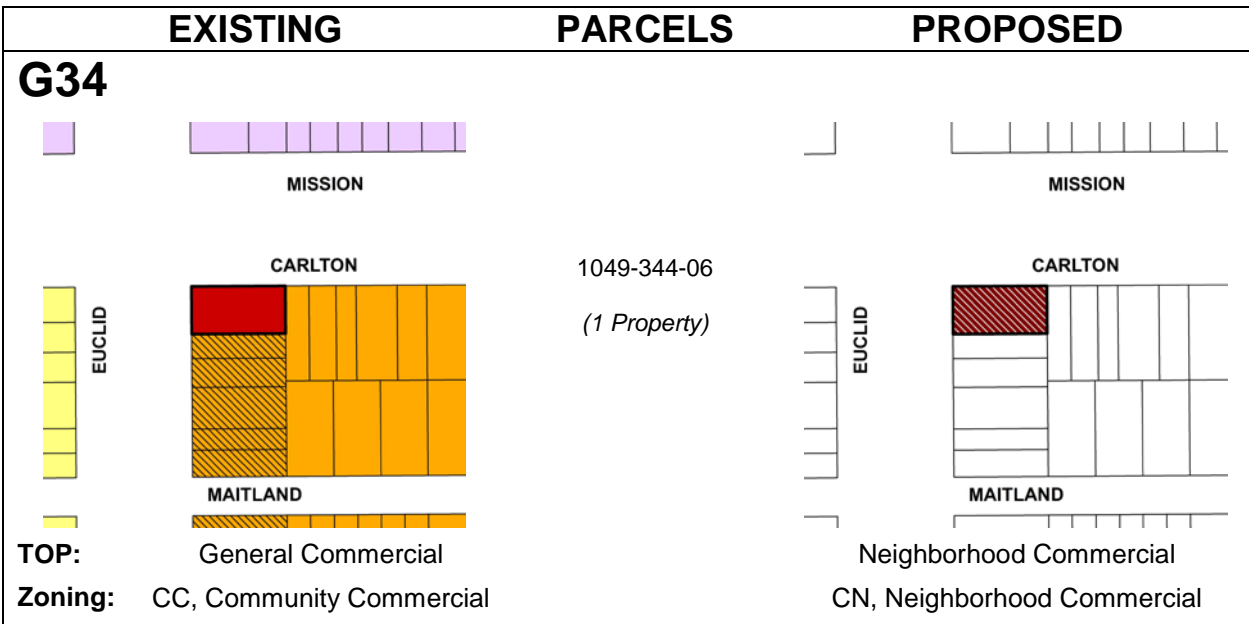 EXISTING PARCELS PROPOSED
G34
MISSION MISSION
CARLTON 1049-344-06 CARLTON
EUCLID (1 Property) EUCLID
MAITLAND MAITLAND
TOP: General Commercial Neighborhood Commercial
Zoning: CC, Community Commercial CN, Neighborhood Commercial